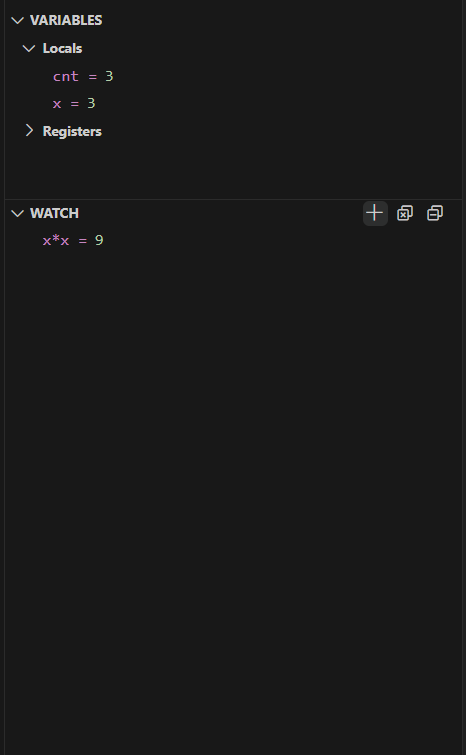 VARIABLES
Locals
cnt = 3
x = 3
Registers
WATCH
x*x = 9